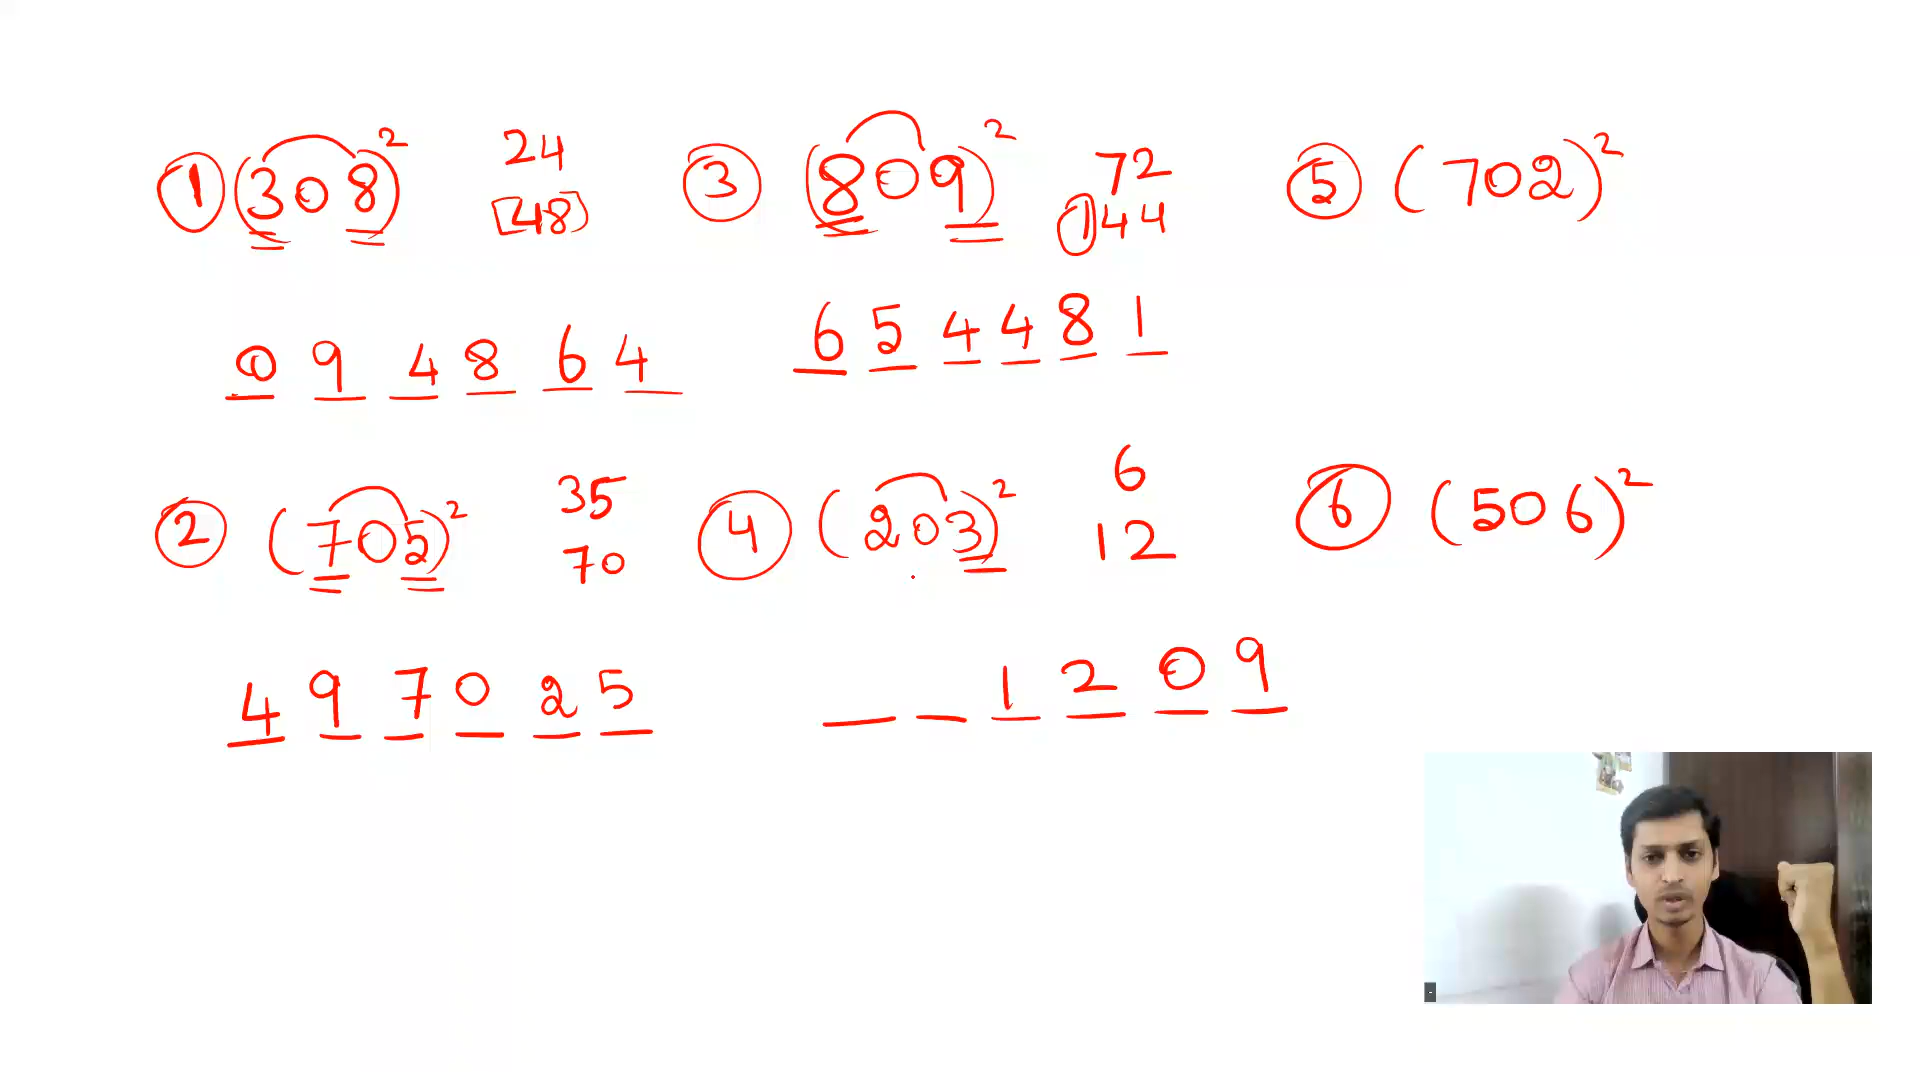 ① (308)² 24
[48]
0 9 4 8 6 4
② (705)² 35
70
4 9 7 0 2 5
③ (809)² 72
144
6 5 4 4 8 1
④ (203)² 6
12
_ _ 1 2 0 9
⑤ (702)²
⑥ (506)²